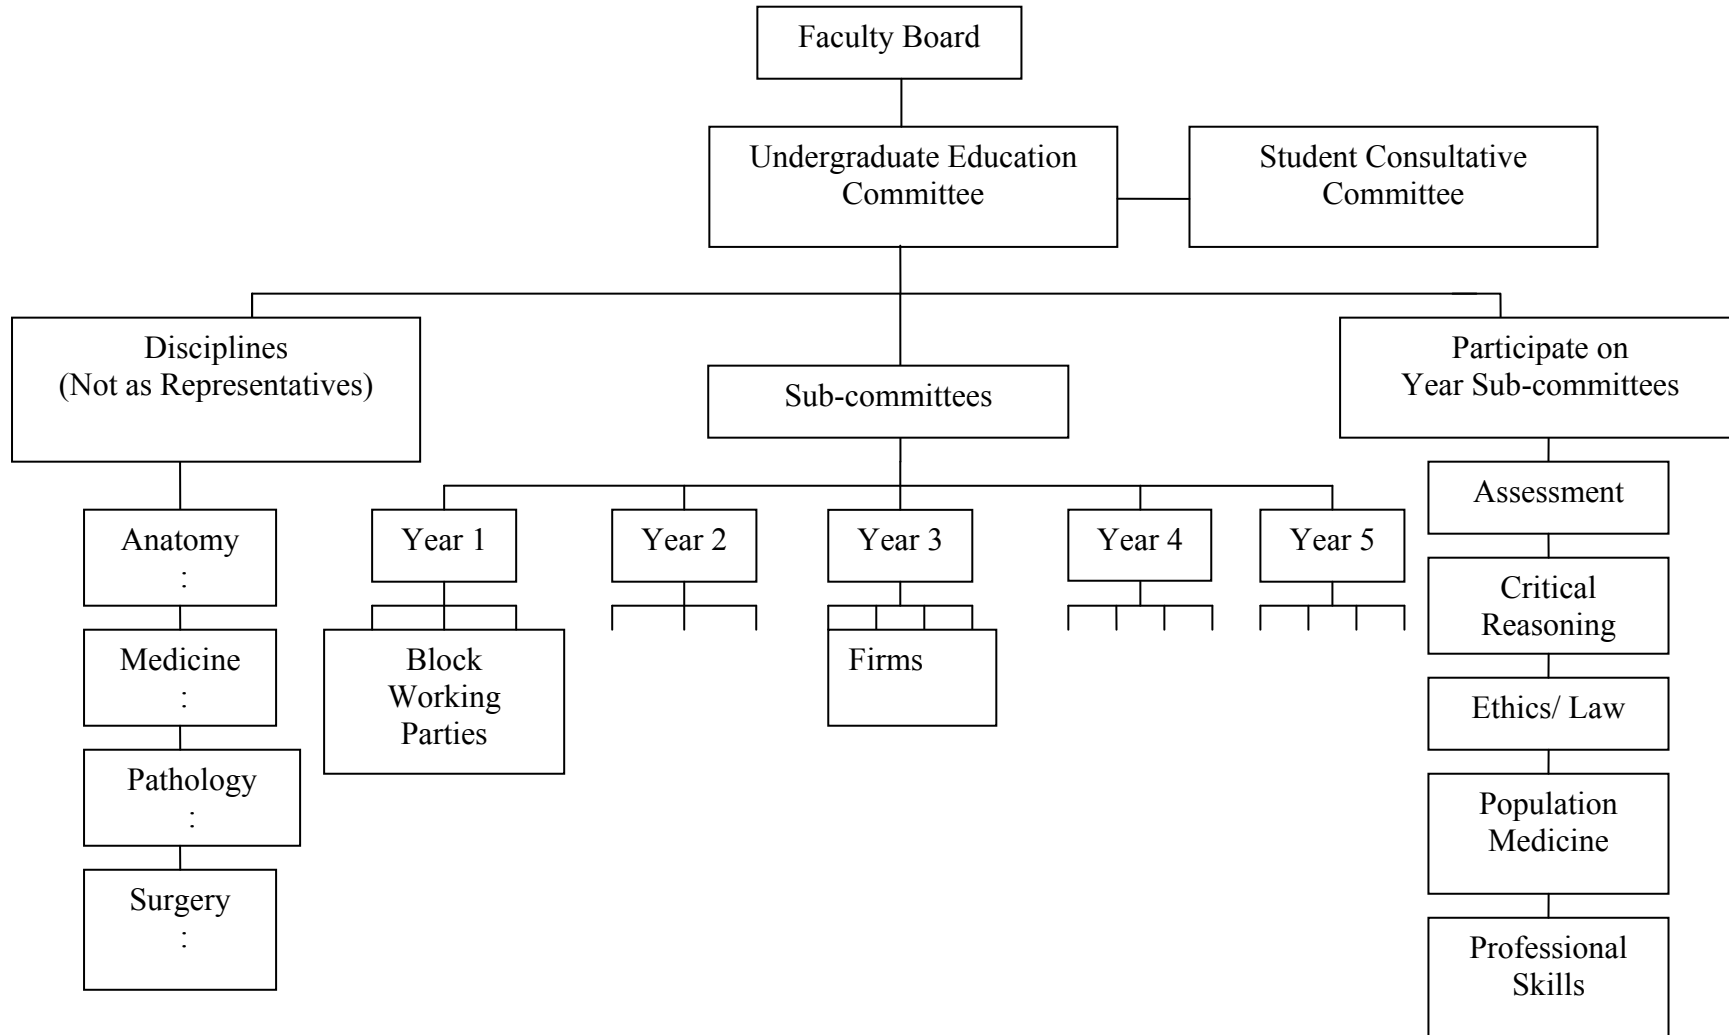 Faculty Board
Undergraduate Education
Committee
Student Consultative
Committee
Disciplines
(Not as Representatives)
Sub-committees
Participate on
Year Sub-committees
Anatomy
:
Medicine
:
Pathology
:
Surgery
:
Year 1
Year 2
Year 3
Year 4
Year 5
Block
Working
Parties
Firms
Assessment
Critical
Reasoning
Ethics/ Law
Population
Medicine
Professional
Skills